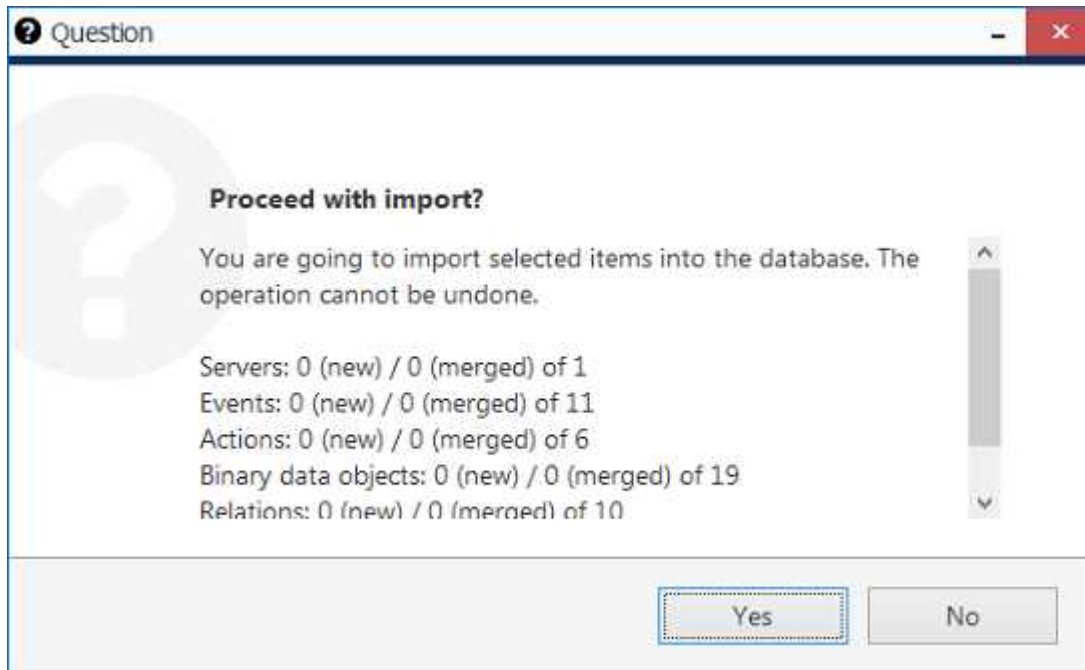 Question
Proceed with import?
You are going to import selected items into the database. The
operation cannot be undone.
Servers: 0 (new) / 0 (merged) of 1
Events: 0 (new) / 0 (merged) of 11
Actions: 0 (new) / 0 (merged) of 6
Binary data objects: 0 (new) / 0 (merged) of 19
Relations: 0 (new) / 0 (merged) of 10
Yes
No